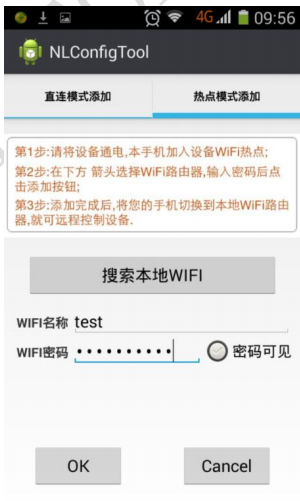 4G 09:56
NLConfigTool
直连模式添加 热点模式添加
第1步:请将设备通电,本手机加入设备WiFi热点;
第2步:在下方 箭头选择WiFi路由器,输入密码后点
击添加按钮;
第3步:添加完成后,将您的手机切换到本地WiFi路由
器,就可远程控制设备.
搜索本地WIFI
WIFI名称 test
WIFI密码 •••••••••• 密码可见
OK Cancel